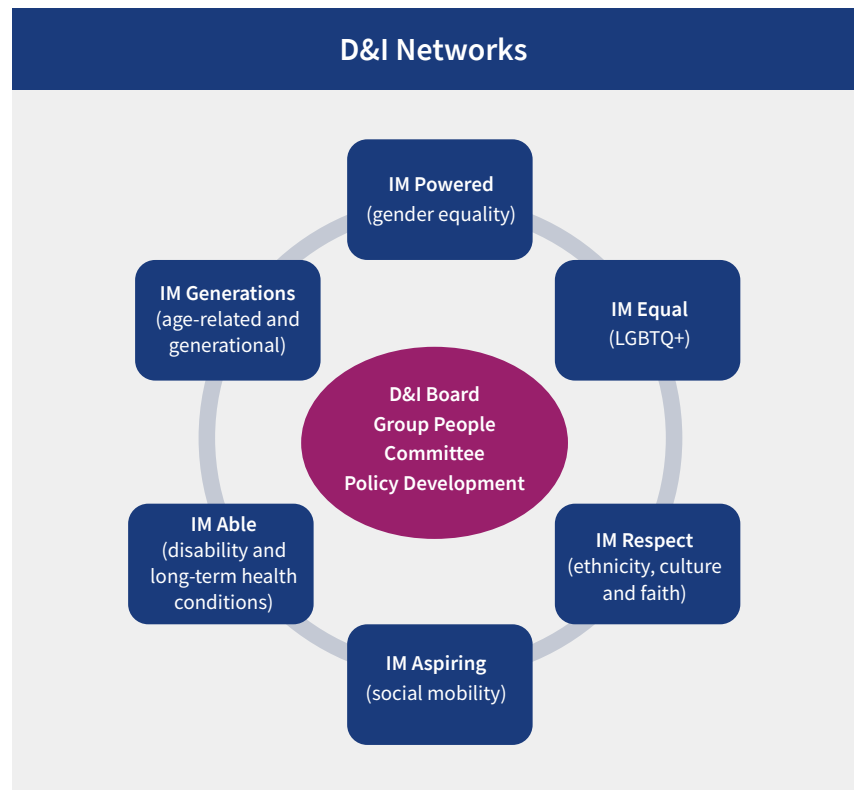 D&I Networks
IM Powered
(gender equality)
IM Equal
(LGBTQ+)
IM Respect
(ethnicity, culture
and faith)
IM Aspiring
(social mobility)
IM Able
(disability and
long-term health
conditions)
IM Generations
(age-related and
generational)
D&I Board
Group People
Committee
Policy Development